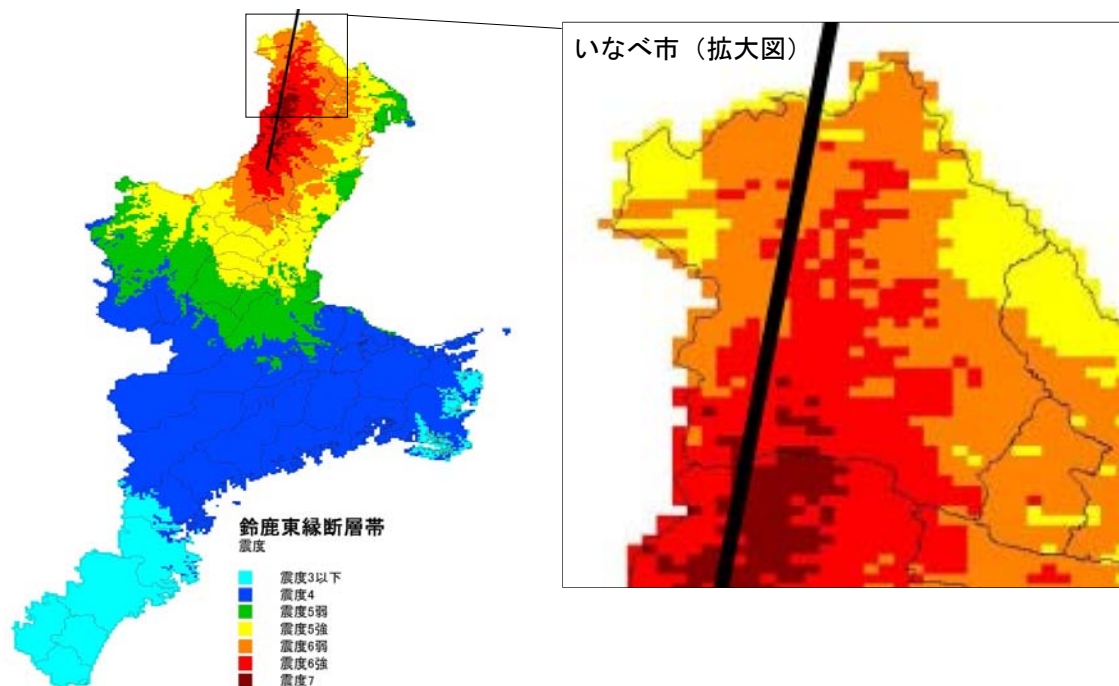 いなべ市（拡大図）
鈴鹿東縁断層帯
震度
震度3以下
震度4
震度5弱
震度5強
震度6弱
震度6強
震度7